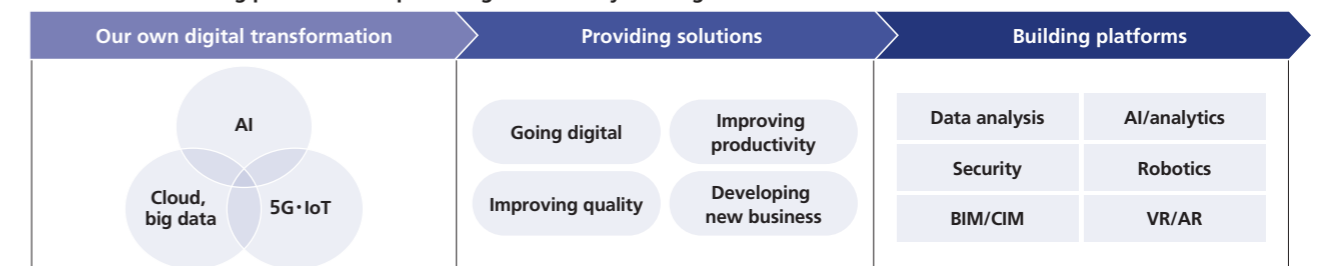 Our own digital transformation
Providing solutions
Building platforms
AI
Cloud,
big data
5G・IoT
Going digital
Improving
productivity
Improving quality
Developing
new business
Data analysis
AI/analytics
Security
Robotics
BIM/CIM
VR/AR